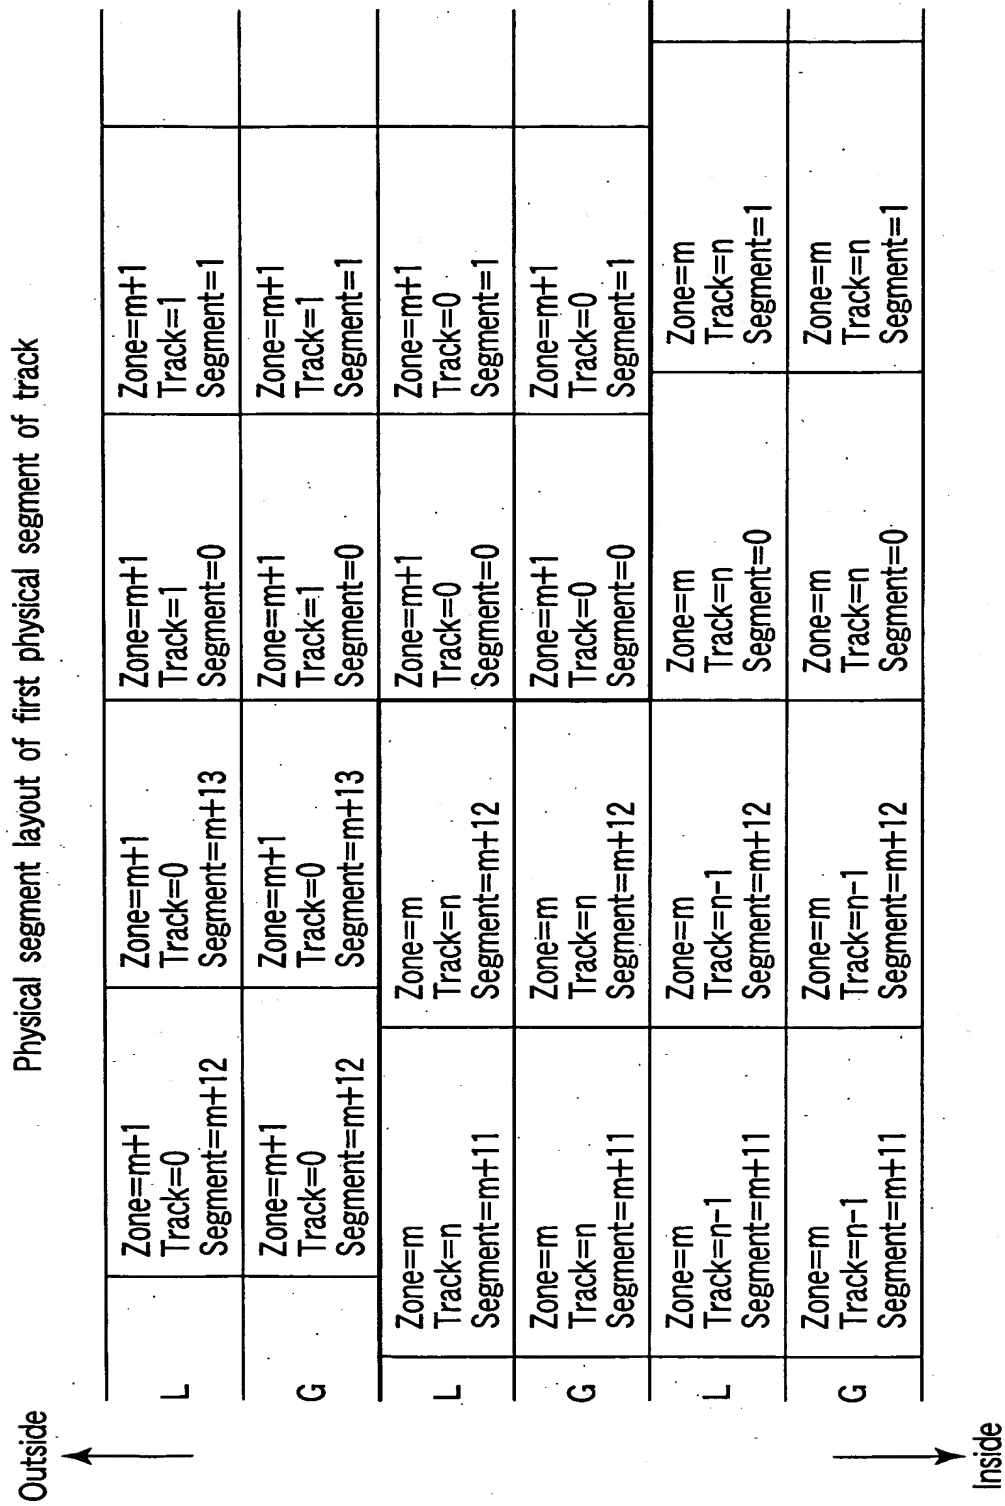 Physical segment layout of first physical segment of track
Outside
L
Zone=m+1
Track=0
Segment=m+12
Zone=m+1
Track=0
Segment=m+13
Zone=m+1
Track=1
Segment=0
Zone=m+1
Track=1
Segment=1
G
Zone=m+1
Track=0
Segment=m+12
Zone=m+1
Track=0
Segment=m+13
Zone=m+1
Track=1
Segment=0
Zone=m+1
Track=1
Segment=1
L
Zone=m
Track=n
Segment=m+11
Zone=m
Track=n
Segment=m+12
Zone=m+1
Track=0
Segment=0
Zone=m+1
Track=0
Segment=1
G
Zone=m
Track=n
Segment=m+11
Zone=m
Track=n
Segment=m+12
Zone=m+1
Track=0
Segment=0
Zone=m+1
Track=0
Segment=1
L
Zone=m
Track=n-1
Segment=m+11
Zone=m
Track=n-1
Segment=m+12
Zone=m
Track=n
Segment=0
Zone=m
Track=n
Segment=1
G
Zone=m
Track=n-1
Segment=m+11
Zone=m
Track=n-1
Segment=m+12
Zone=m
Track=n
Segment=0
Zone=m
Track=n
Segment=1
Inside